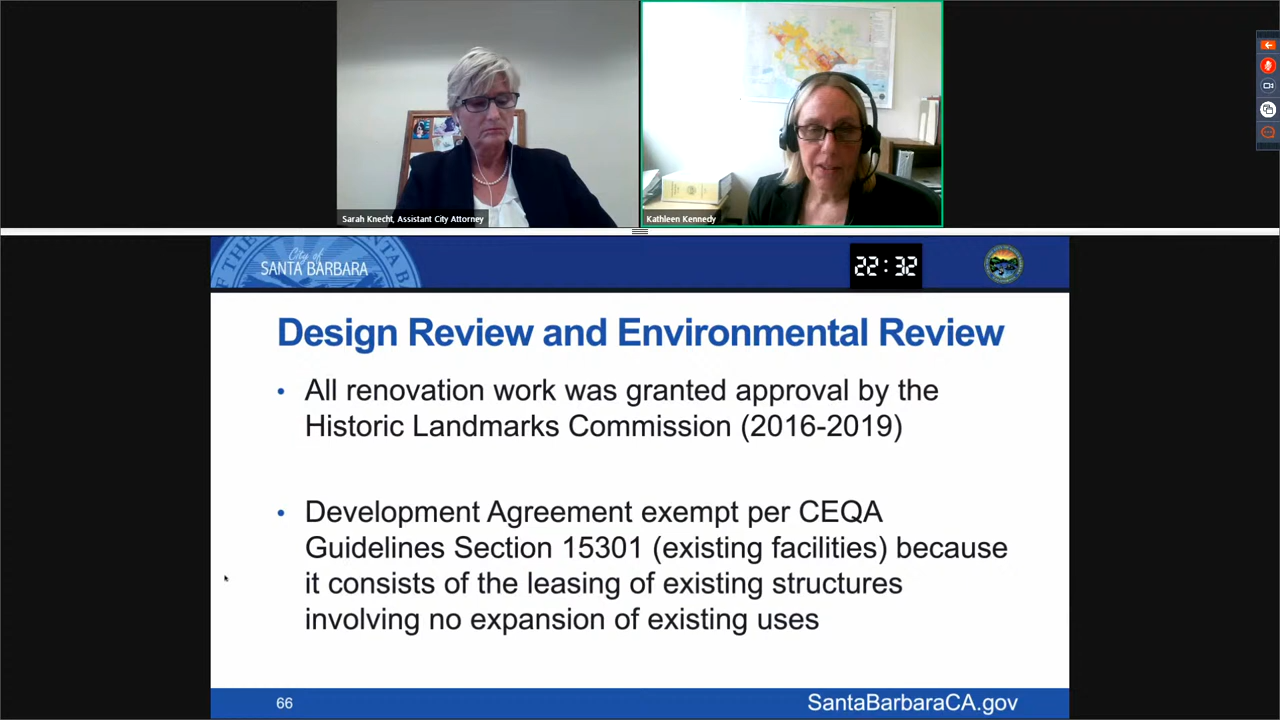 Sarah Knecht, Assistant City Attorney
Kathleen Kennedy
City of
SANTA BARBARA
22:32
Design Review and Environmental Review
• All renovation work was granted approval by the
Historic Landmarks Commission (2016-2019)
• Development Agreement exempt per CEQA
Guidelines Section 15301 (existing facilities) because
it consists of the leasing of existing structures
involving no expansion of existing uses
66
SantaBarbaraCA.gov